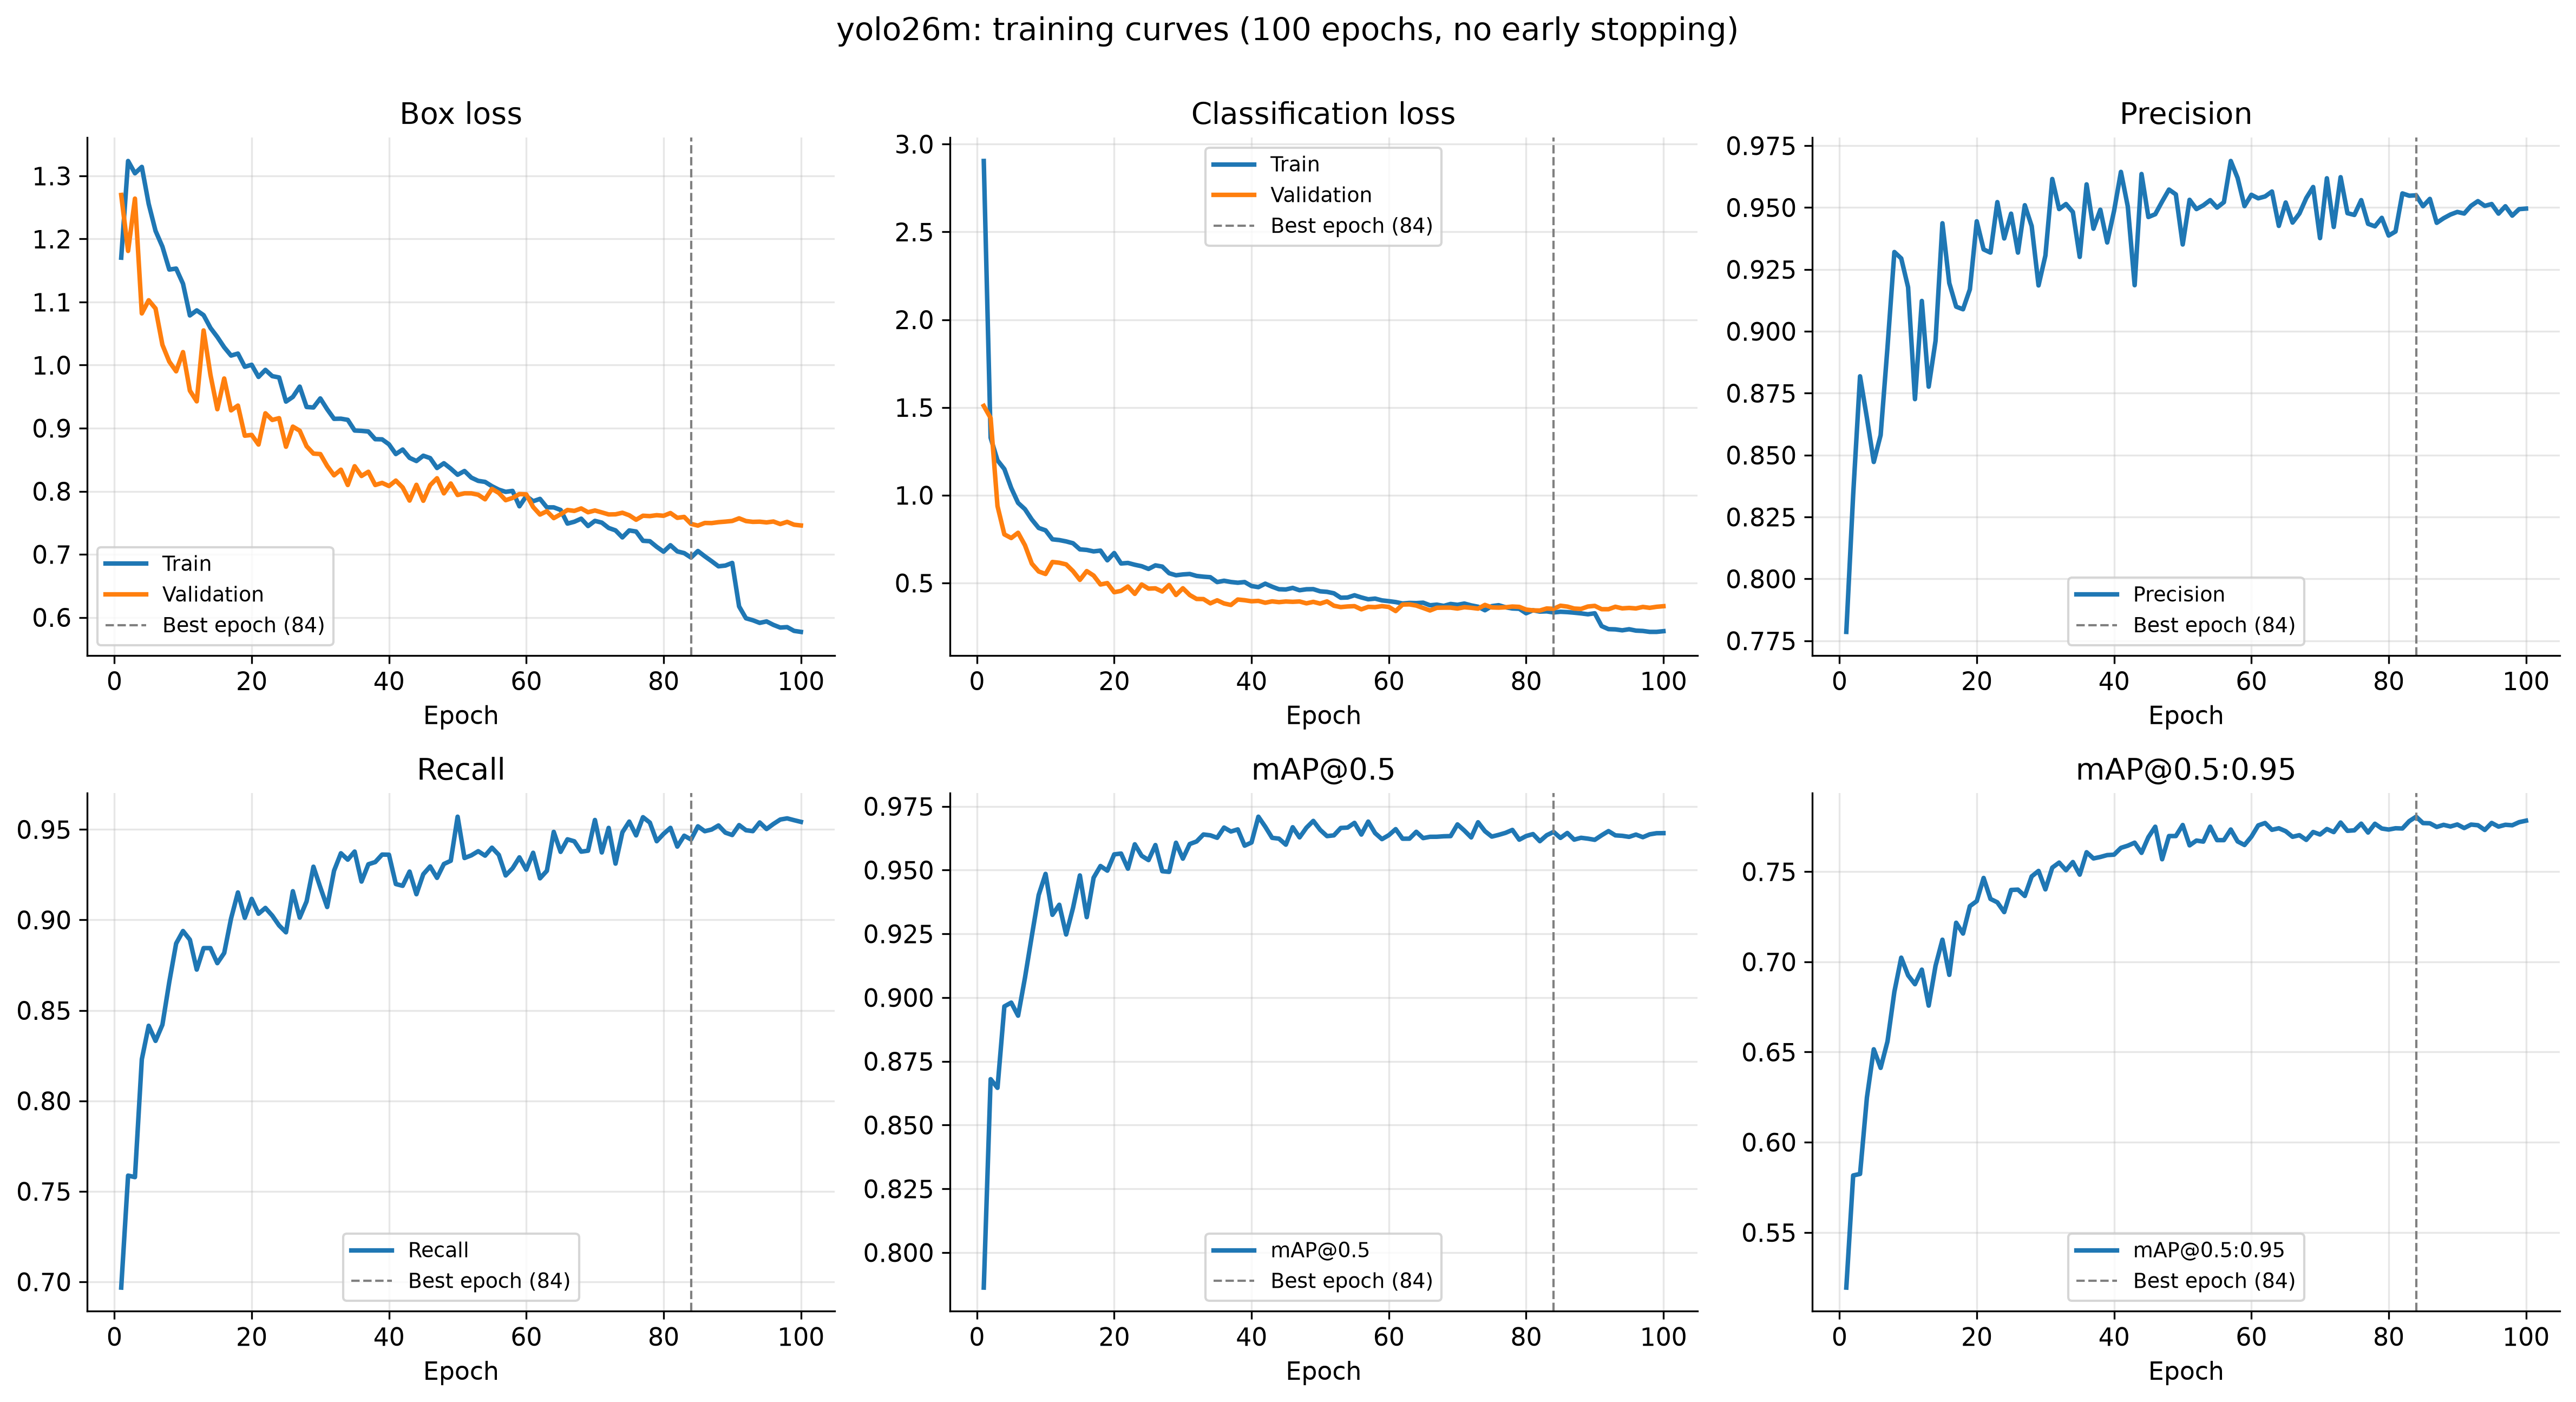 yolo26m: training curves (100 epochs, no early stopping)
Box loss
1.3
1.2
1.1
1.0
0.9
0.8
0.7
0.6
Train
Validation
Best epoch (84)
0 20 40 60 80 100
Epoch
Classification loss
3.0
2.5
2.0
1.5
1.0
0.5
Train
Validation
Best epoch (84)
0 20 40 60 80 100
Epoch
Precision
0.975
0.950
0.925
0.900
0.875
0.850
0.825
0.800
0.775
Precision
Best epoch (84)
0 20 40 60 80 100
Epoch
Recall
0.95
0.90
0.85
0.80
0.75
0.70
Recall
Best epoch (84)
0 20 40 60 80 100
Epoch
mAP@0.5
0.975
0.950
0.925
0.900
0.875
0.850
0.825
0.800
mAP@0.5
Best epoch (84)
0 20 40 60 80 100
Epoch
mAP@0.5:0.95
0.75
0.70
0.65
0.60
0.55
mAP@0.5:0.95
Best epoch (84)
0 20 40 60 80 100
Epoch